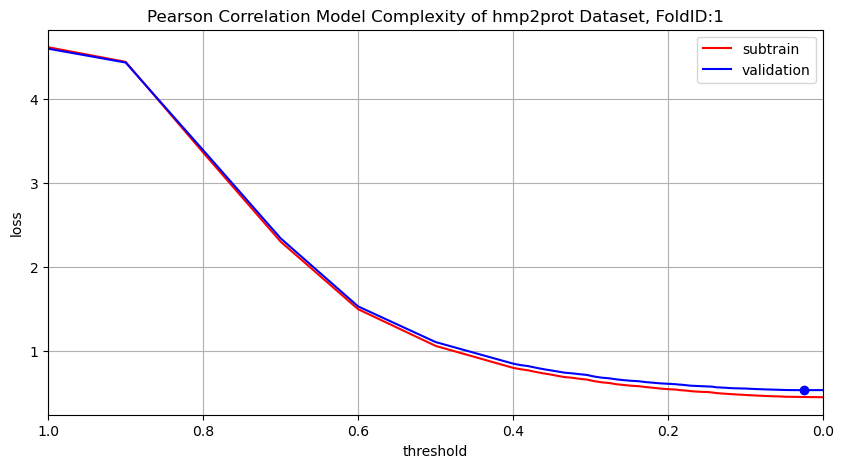 Pearson Correlation Model Complexity of hmp2prot Dataset, FoldID:1
subtrain
validation
4
3
2
1
loss
1.0 0.8 0.6 0.4 0.2 0.0
threshold